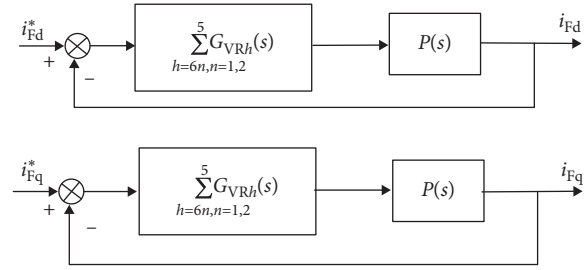 i*Fd
5
∑GVRh(s)
h=6n,n=1,2
P(s)
iFd
+
−
i*Fq
5
∑GVRh(s)
h=6n,n=1,2
P(s)
iFq
+
−